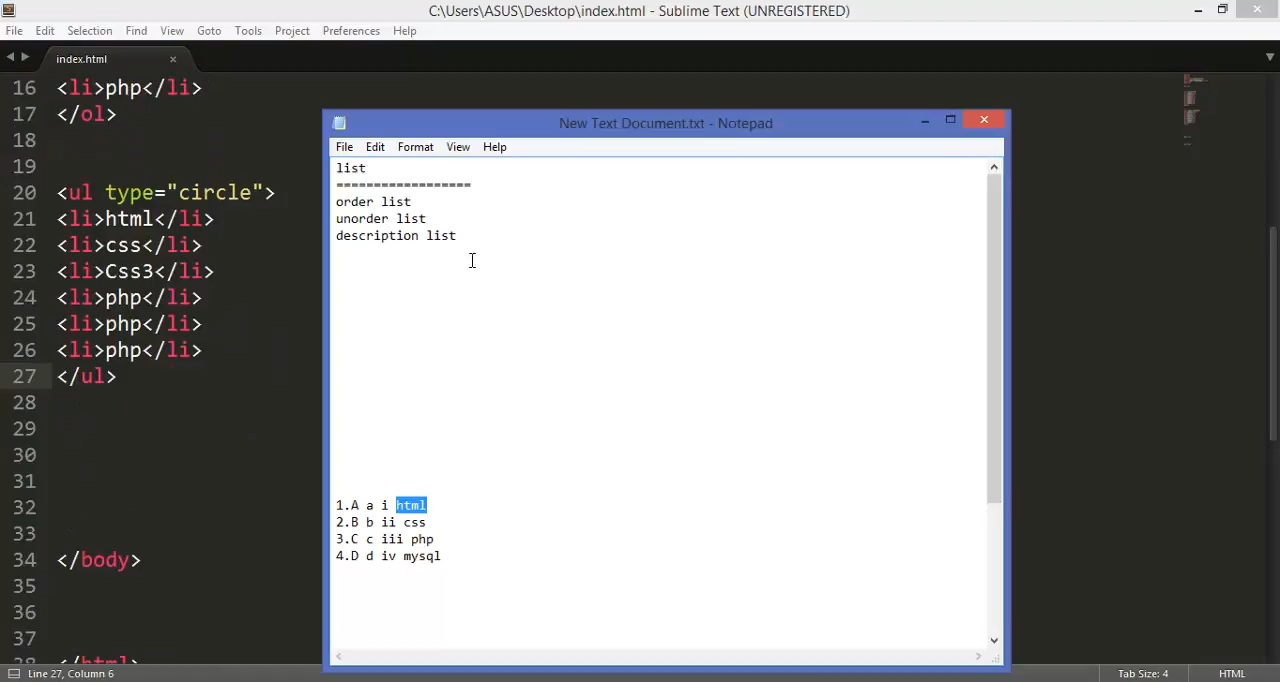 C:\Users\ASUS\Desktop\index.html - Sublime Text (UNREGISTERED)
File Edit Selection Find View Goto Tools Project Preferences Help
index.html
16 <li>php</li>
17 </ol>
18
19
20 <ul type="circle">
21 <li>html</li>
22 <li>css</li>
23 <li>Css3</li>
24 <li>php</li>
25 <li>php</li>
26 <li>php</li>
27 </ul>
28
29
30
31
32
33
34 </body>
35
36
37
38 </html>
New Text Document.txt - Notepad
File Edit Format View Help
list
==================
order list
unorder list
description list
1.A a i html
2.B b ii css
3.C c iii php
4.D d iv mysql
Line 27, Column 6
Tab Size: 4
HTML